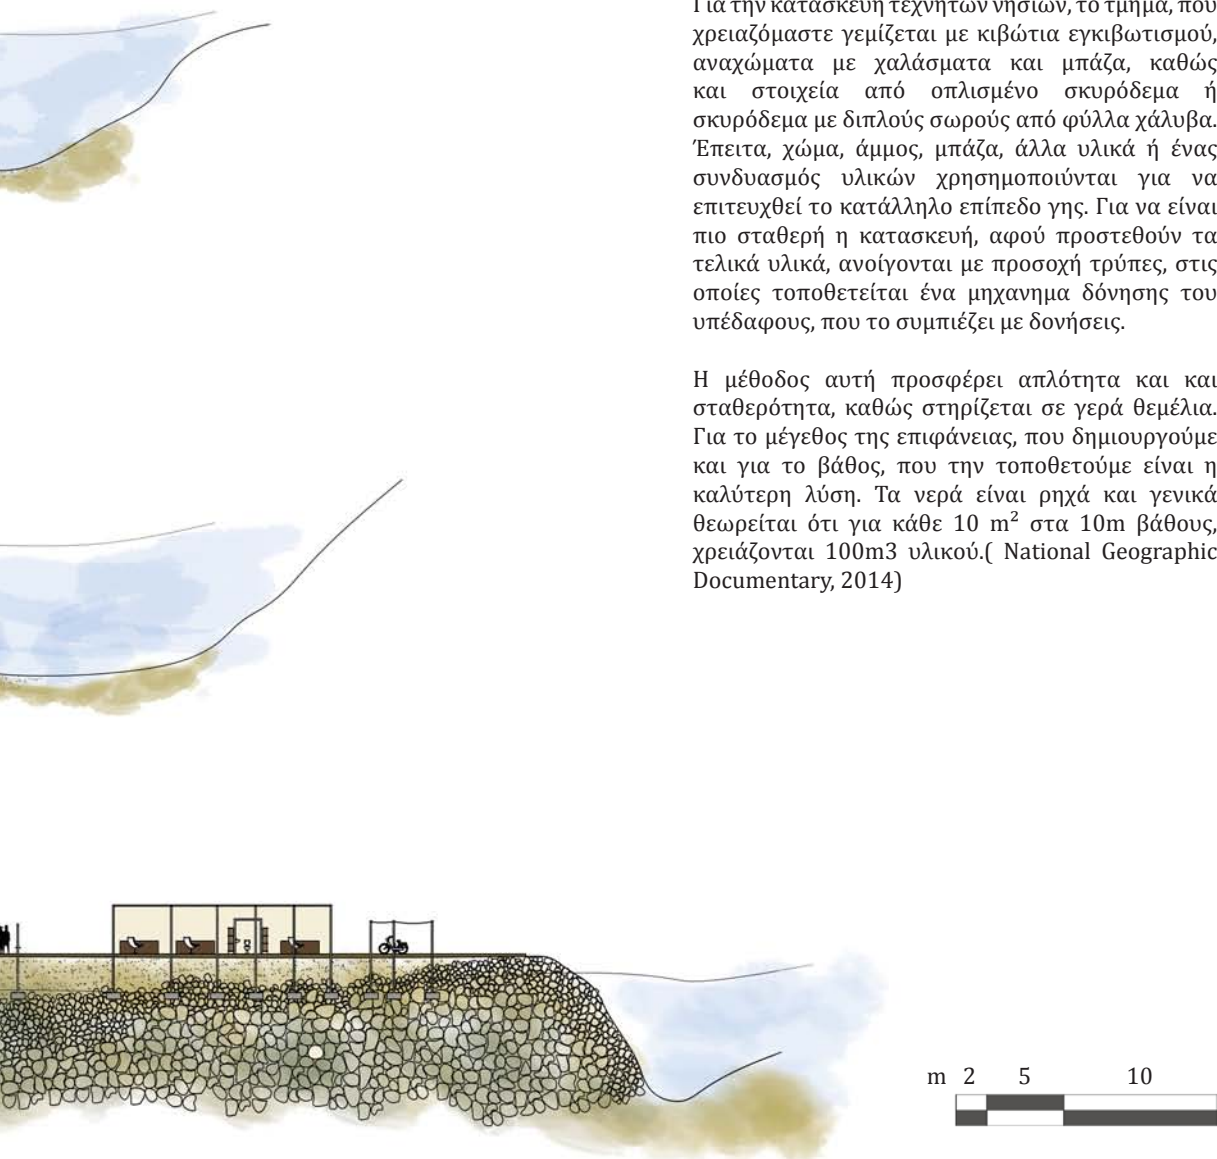 Για την κατασκευή τεχνητών νησιών, το τμήμα, που
χρειαζόμαστε γεμίζεται με κιβώτια εγκιβωτισμού,
αναχώματα με χαλάσματα και μπάζα, καθώς
και στοιχεία από οπλισμένο σκυρόδεμα ή
σκυρόδεμα με διπλούς σωρούς από φύλλα χάλυβα.
Έπειτα, χώμα, άμμος, μπάζα, άλλα υλικά ή ένας
συνδυασμός υλικών χρησημοποιύνται για να
επιτευχθεί το κατάλληλο επίπεδο γης. Για να είναι
πιο σταθερή η κατασκευή, αφού προστεθούν τα
τελικά υλικά, ανοίγονται με προσοχή τρύπες, στις
οποίες τοποθετείται ένα μηχανημα δόνησης του
υπέδαφους, που το συμπιέζει με δονήσεις.
Η μέθοδος αυτή προσφέρει απλότητα και και
σταθερότητα, καθώς στηρίζεται σε γερά θεμέλια.
Για το μέγεθος της επιφάνειας, που δημιουργούμε
και για το βάθος, που την τοποθετούμε είναι η
καλύτερη λύση. Τα νερά είναι ρηχά και γενικά
θεωρείται ότι για κάθε 10 m² στα 10m βάθους,
χρειάζονται 100m3 υλικού.( National Geographic
Documentary, 2014)
m 2 5 10